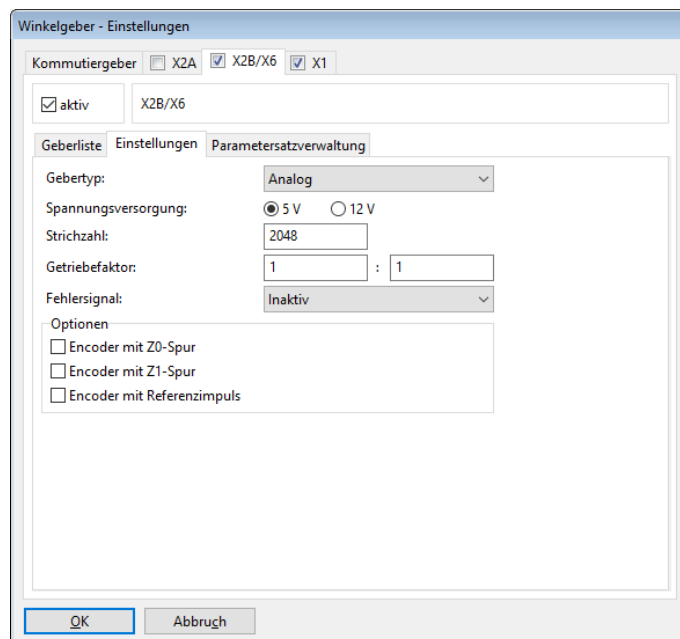 Winkelgeber - Einstellungen
Kommutiergeber X2A X2B/X6 X1
aktiv X2B/X6
Geberliste Einstellungen Parametersatzverwaltung
Gebertyp: Analog
Spannungsversorgung: 5 V 12 V
Strichzahl: 2048
Getriebefaktor: 1 : 1
Fehlersignal: Inaktiv
Optionen
Encoder mit Z0-Spur
Encoder mit Z1-Spur
Encoder mit Referenzimpuls
OK Abbruch